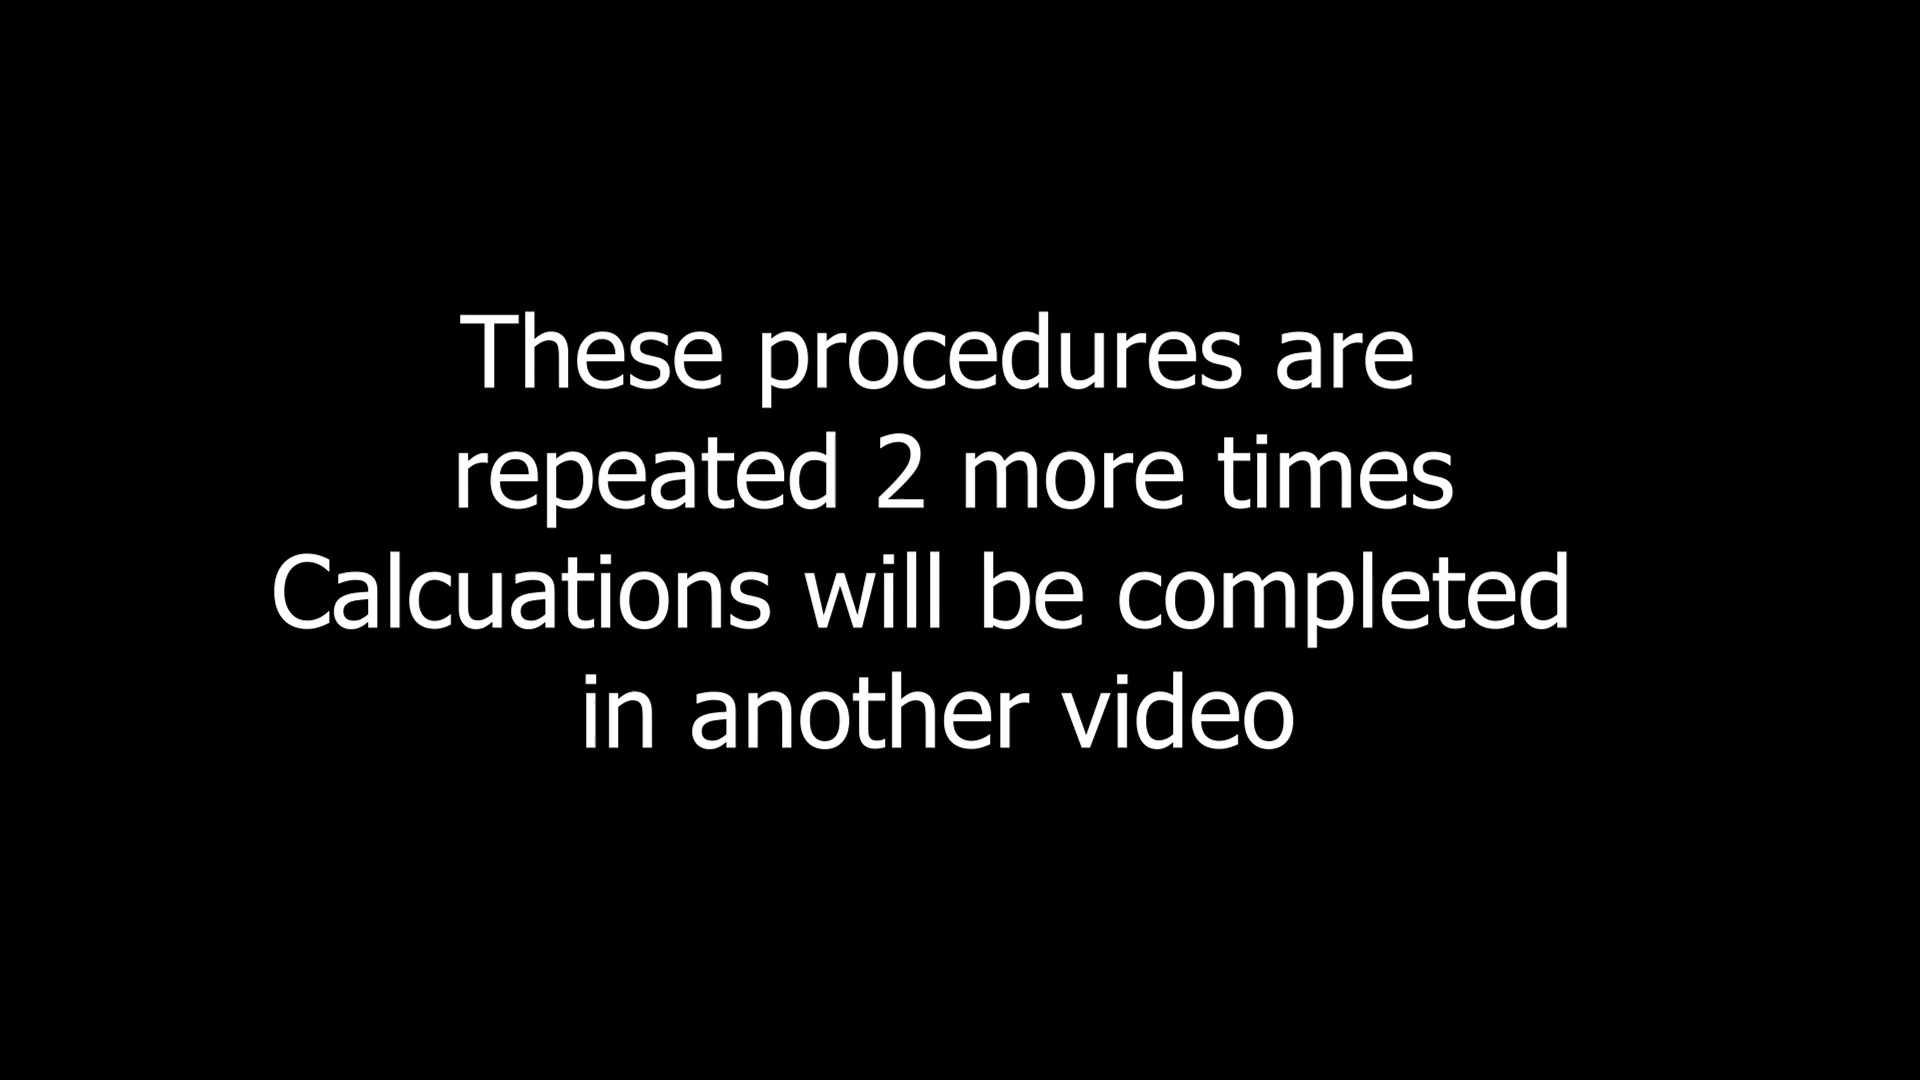 These procedures are
repeated 2 more times
Calcuations will be completed
in another video